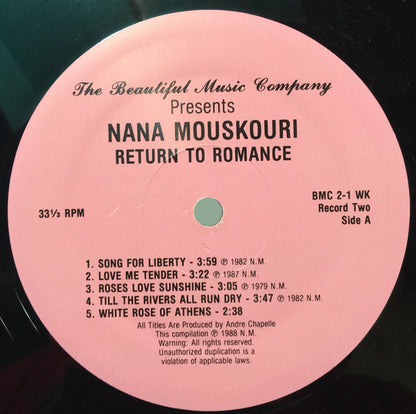 The Beautiful Music Company
Presents
NANA MOUSKOURI
RETURN TO ROMANCE
33⅓ RPM
BMC 2-1 WK
Record Two
Side A
1. SONG FOR LIBERTY - 3:59 ℗ 1982 N.M.
2. LOVE ME TENDER - 3:22 ℗ 1987 N.M.
3. ROSES LOVE SUNSHINE - 3:05 ℗ 1979 N.M.
4. TILL THE RIVERS ALL RUN DRY - 3:47 ℗ 1982 N.M.
5. WHITE ROSE OF ATHENS - 2:38
All Titles Are Produced by Andre Chapelle
This compilation ℗ 1988 N.M.
Warning: All rights reserved.
Unauthorized duplication is a
violation of applicable laws.